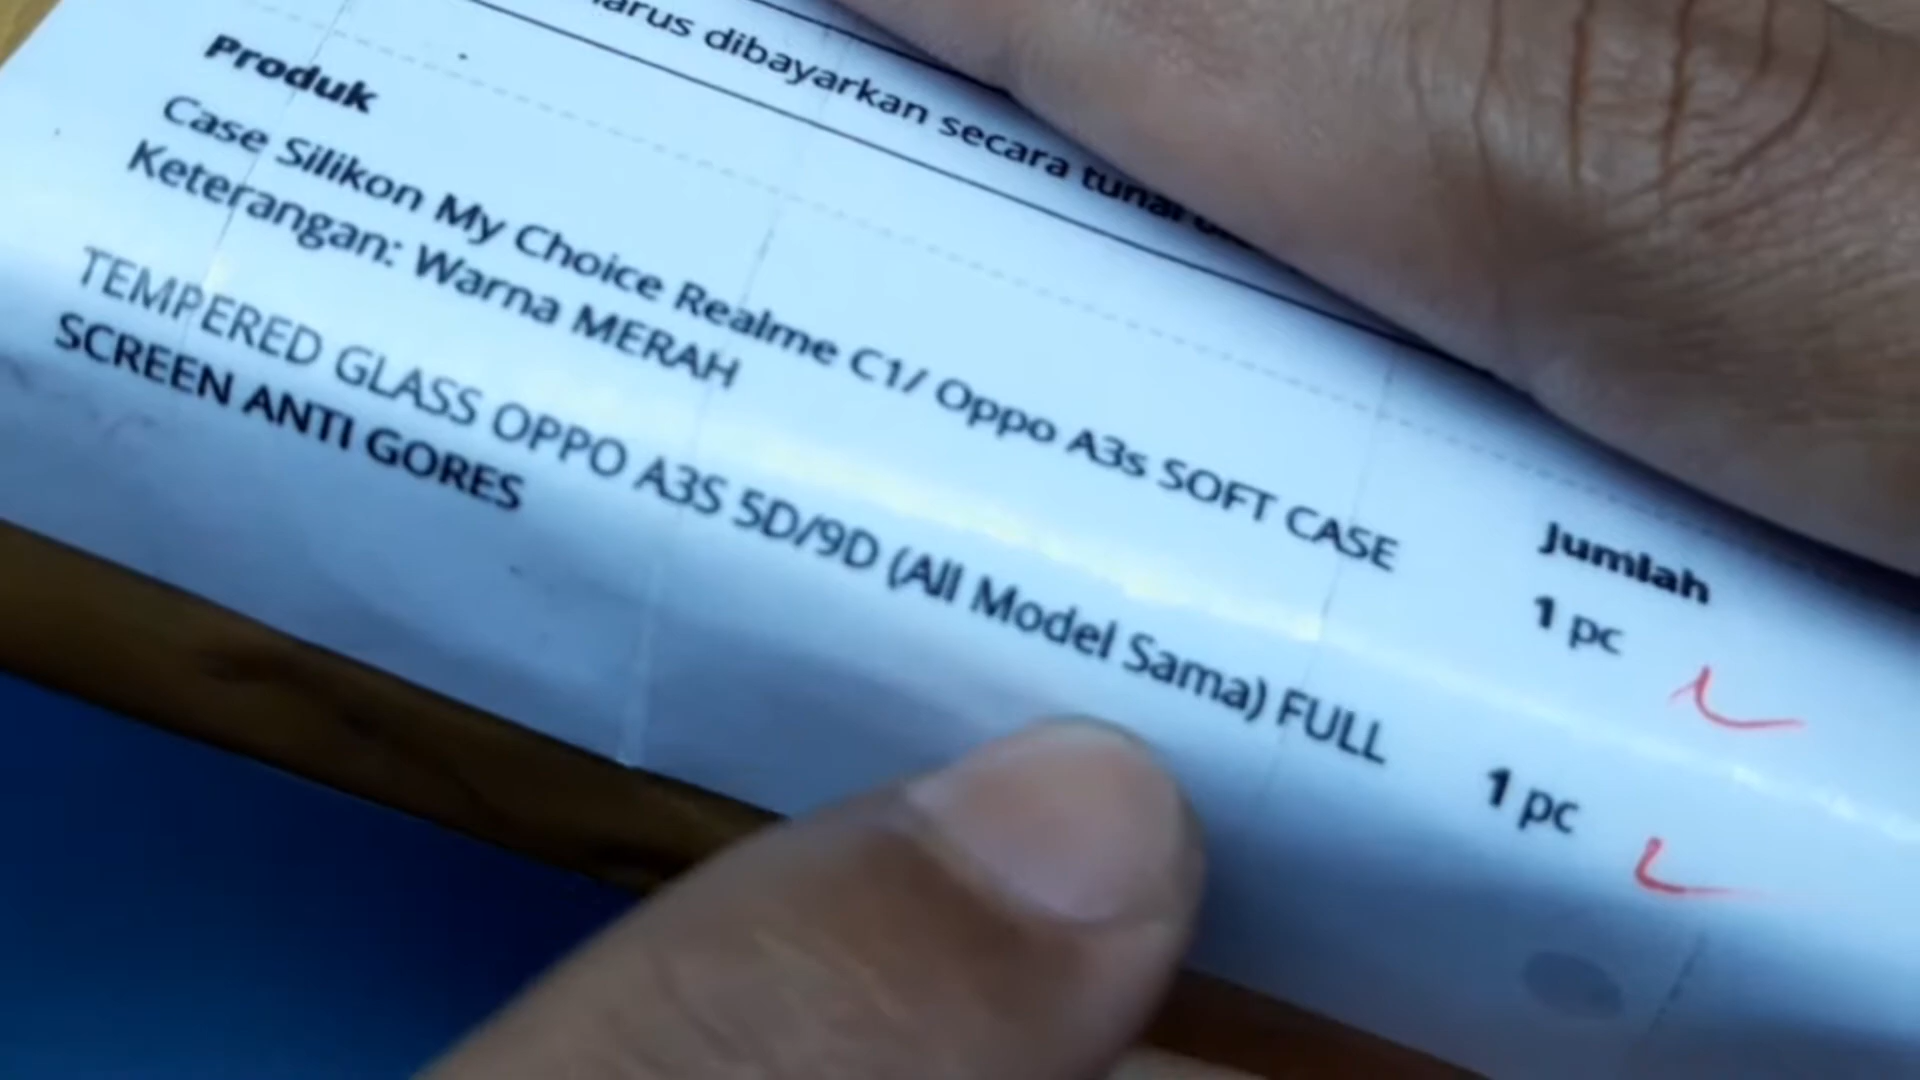 dibayarkan secara tunai
Produk
Jumlah
Case Silikon My Choice Realme C1/ Oppo A3s SOFT CASE
1 pc
Keterangan: Warna MERAH
TEMPERED GLASS OPPO A3S 5D/9D (All Model Sama) FULL
1 pc
SCREEN ANTI GORES